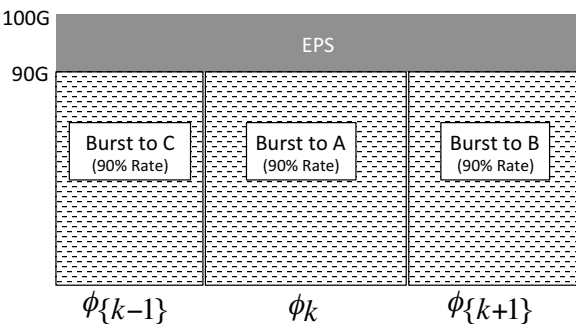 100G
EPS
90G
Burst to C
(90% Rate)
Burst to A
(90% Rate)
Burst to B
(90% Rate)
ϕ{k−1}
ϕk
ϕ{k+1}